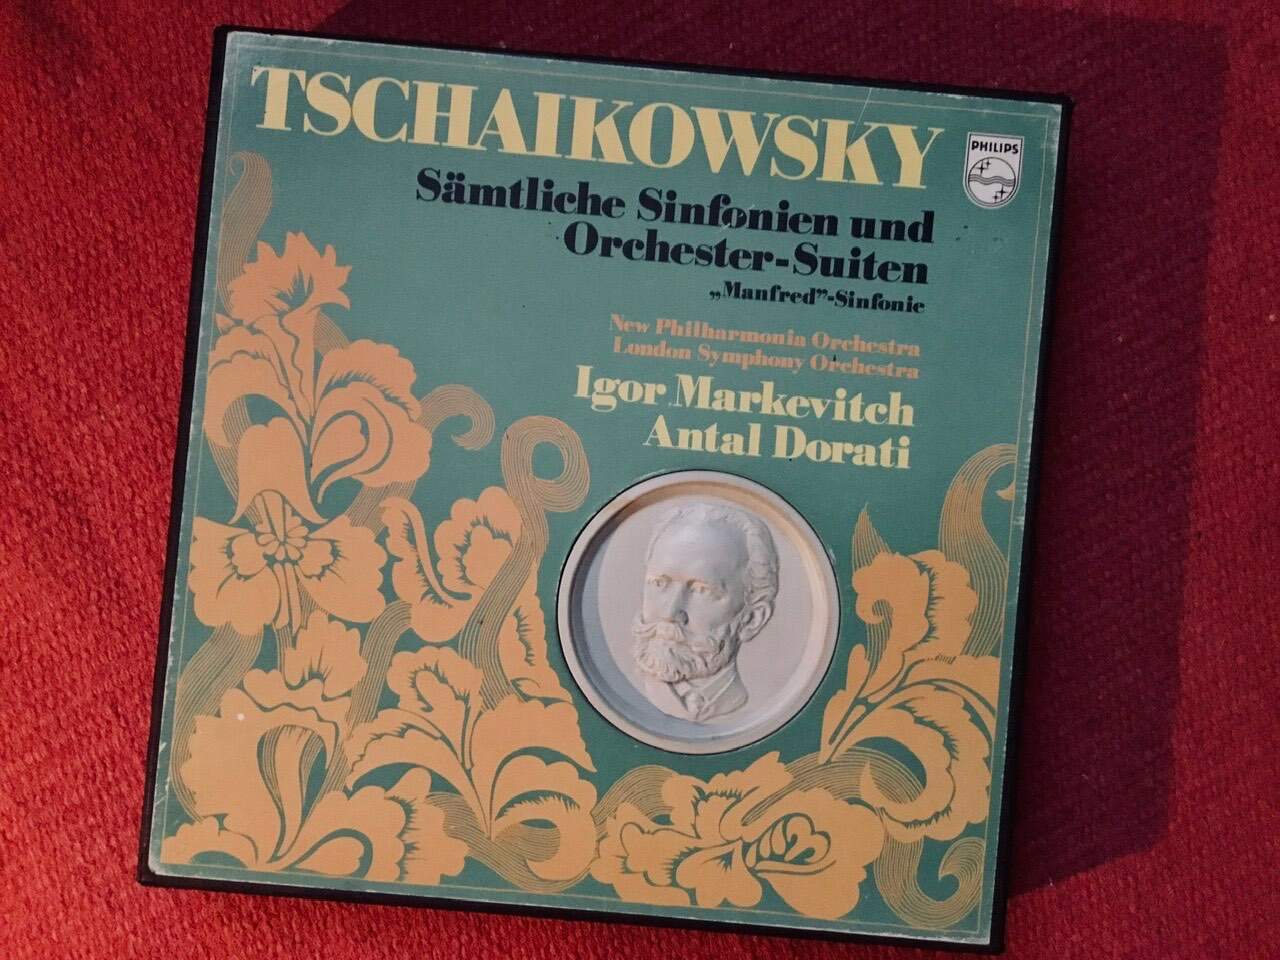 TSCHAIKOWSKY
PHILIPS
Sämtliche Sinfonien und
Orchester-Suiten
„Manfred”-Sinfonie
New Philharmonia Orchestra
London Symphony Orchestra
Igor Markevitch
Antal Dorati